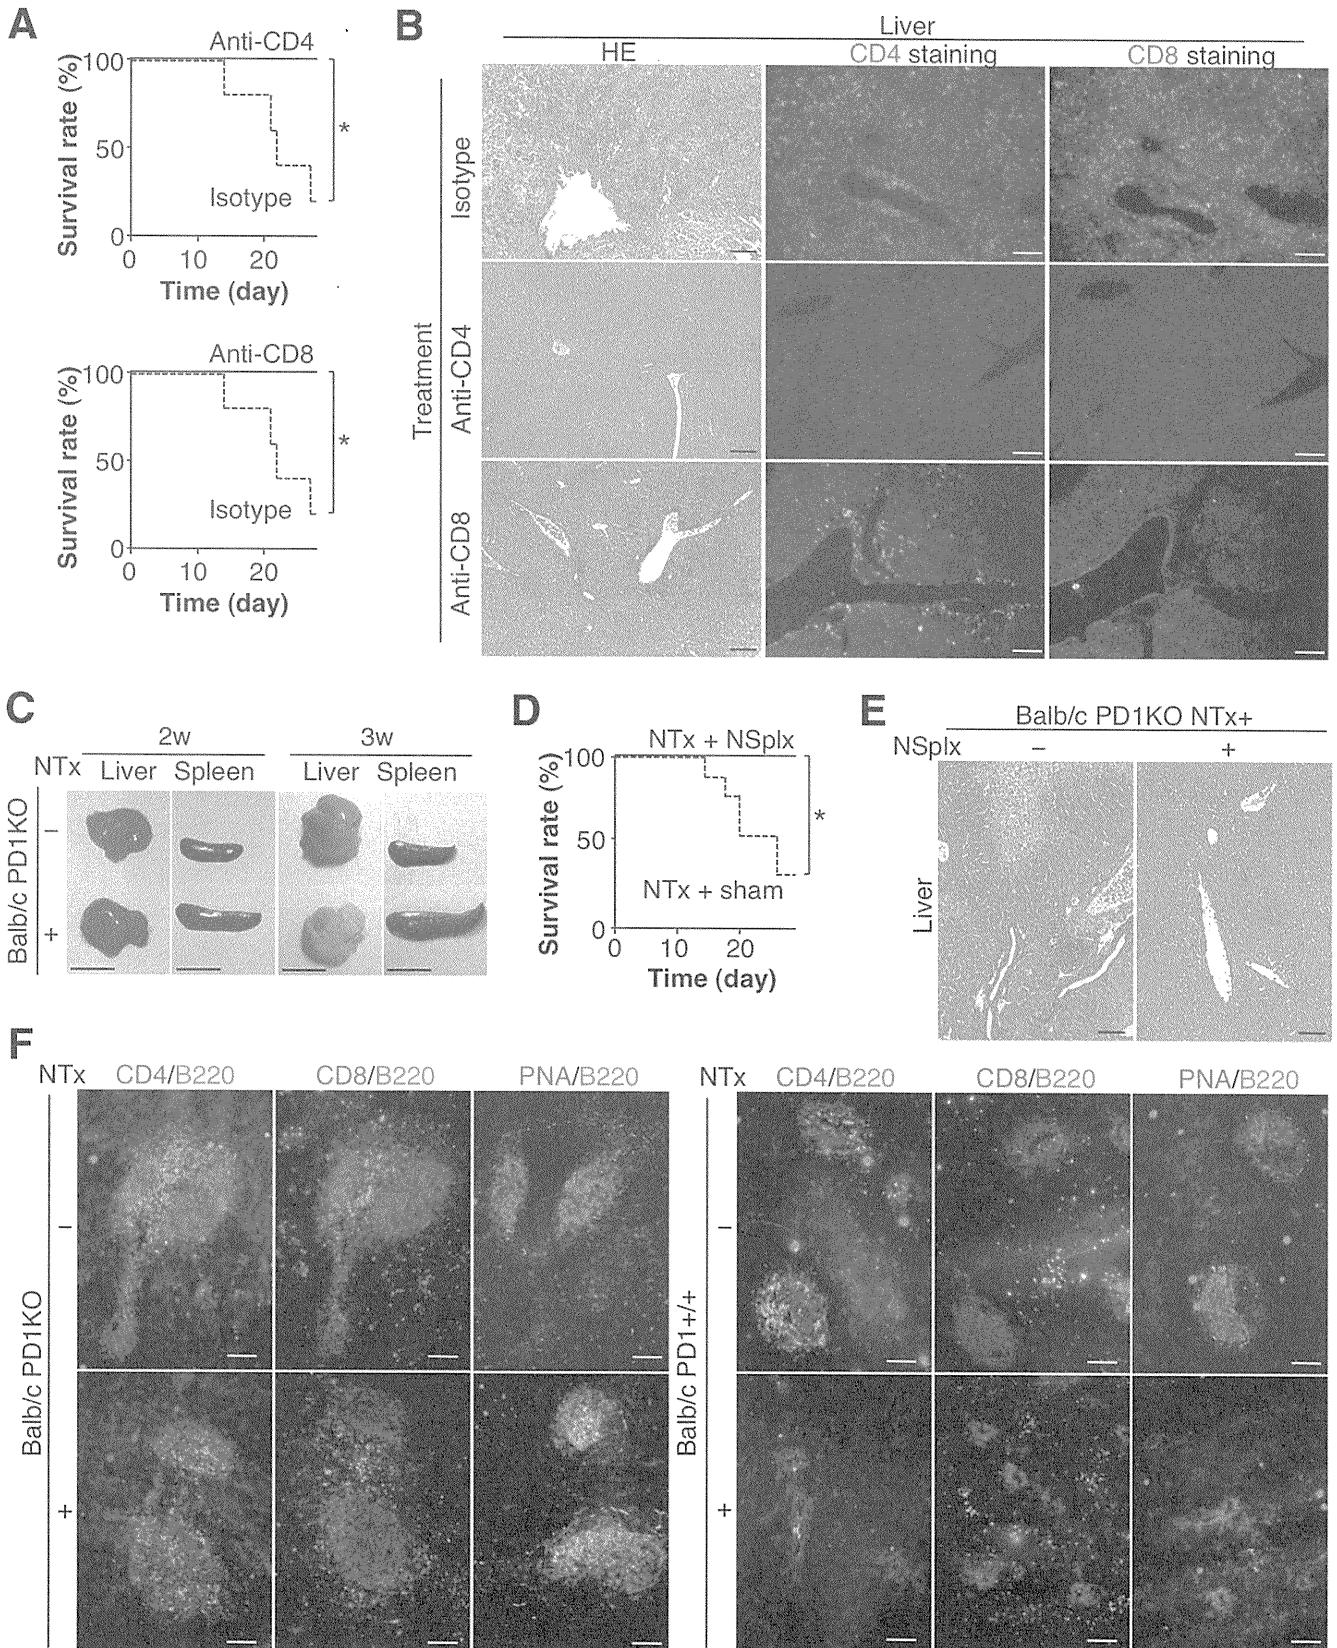 A
Anti-CD4
Survival rate (%)
100
50
0
*
Isotype
0 10 20
Time (day)
Anti-CD8
Survival rate (%)
100
50
0
*
Isotype
0 10 20
Time (day)
B
Liver
HE CD4 staining CD8 staining
Treatment
Isotype
Anti-CD4
Anti-CD8
C
2w 3w
NTx Liver Spleen Liver Spleen
Balb/c PD1KO
−
+
D
NTx + NSplx
Survival rate (%)
100
50
0
*
NTx + sham
0 10 20
Time (day)
E
Balb/c PD1KO NTx+
NSplx − +
Liver
F
NTx CD4/B220 CD8/B220 PNA/B220
Balb/c PD1KO
−
+
NTx CD4/B220 CD8/B220 PNA/B220
Balb/c PD1+/+
−
+